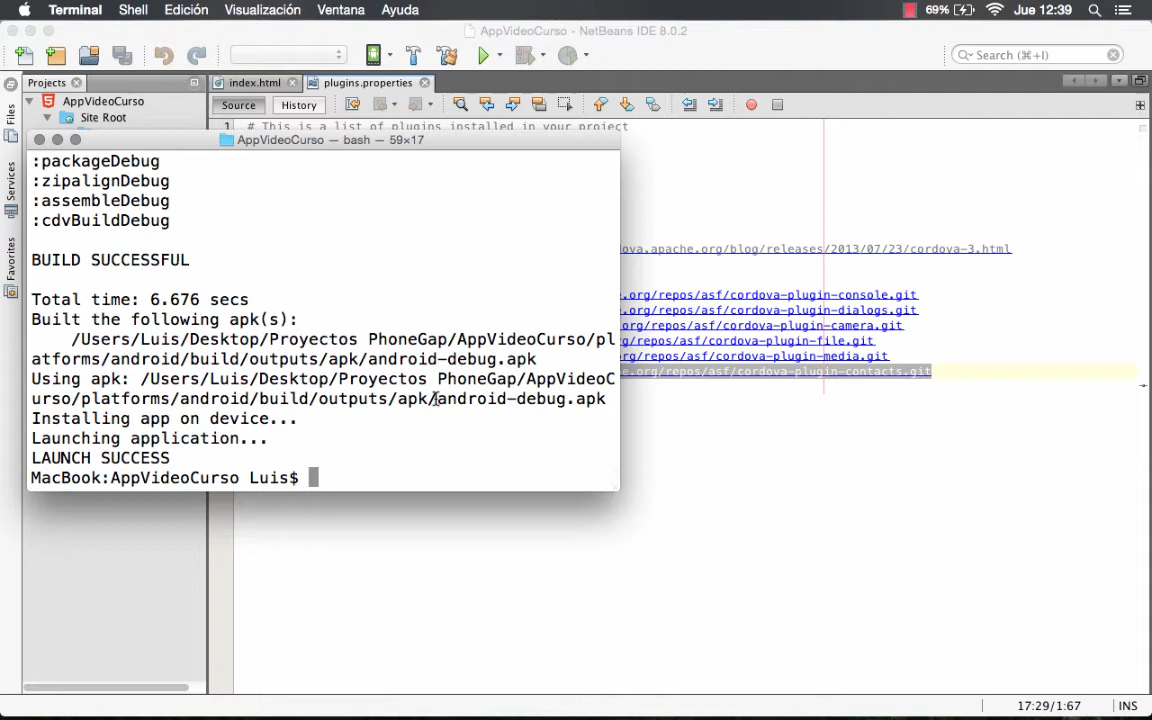 Terminal Shell Edición Visualización Ventana Ayuda 69% Jue 12:39
AppVideoCurso - NetBeans IDE 8.0.2
Search (⌘+I)
Projects index.html plugins.properties
AppVideoCurso Source History
Site Root
Files
Services
Favorites
1 # This is a list of plugins installed in your project
AppVideoCurso — bash — 59×17
:packageDebug
:zipalignDebug
:assembleDebug
:cdvBuildDebug
BUILD SUCCESSFUL
Total time: 6.676 secs
Built the following apk(s):
/Users/Luis/Desktop/Proyectos PhoneGap/AppVideoCurso/pl
atforms/android/build/outputs/apk/android-debug.apk
Using apk: /Users/Luis/Desktop/Proyectos PhoneGap/AppVideoC
urso/platforms/android/build/outputs/apk/android-debug.apk
Installing app on device...
Launching application...
LAUNCH SUCCESS
MacBook:AppVideoCurso Luis$
ova.apache.org/blog/releases/2013/07/23/cordova-3.html
e.org/repos/asf/cordova-plugin-console.git
e.org/repos/asf/cordova-plugin-dialogs.git
e.org/repos/asf/cordova-plugin-camera.git
e.org/repos/asf/cordova-plugin-file.git
e.org/repos/asf/cordova-plugin-media.git
e.org/repos/asf/cordova-plugin-contacts.git
17:29/1:67 INS